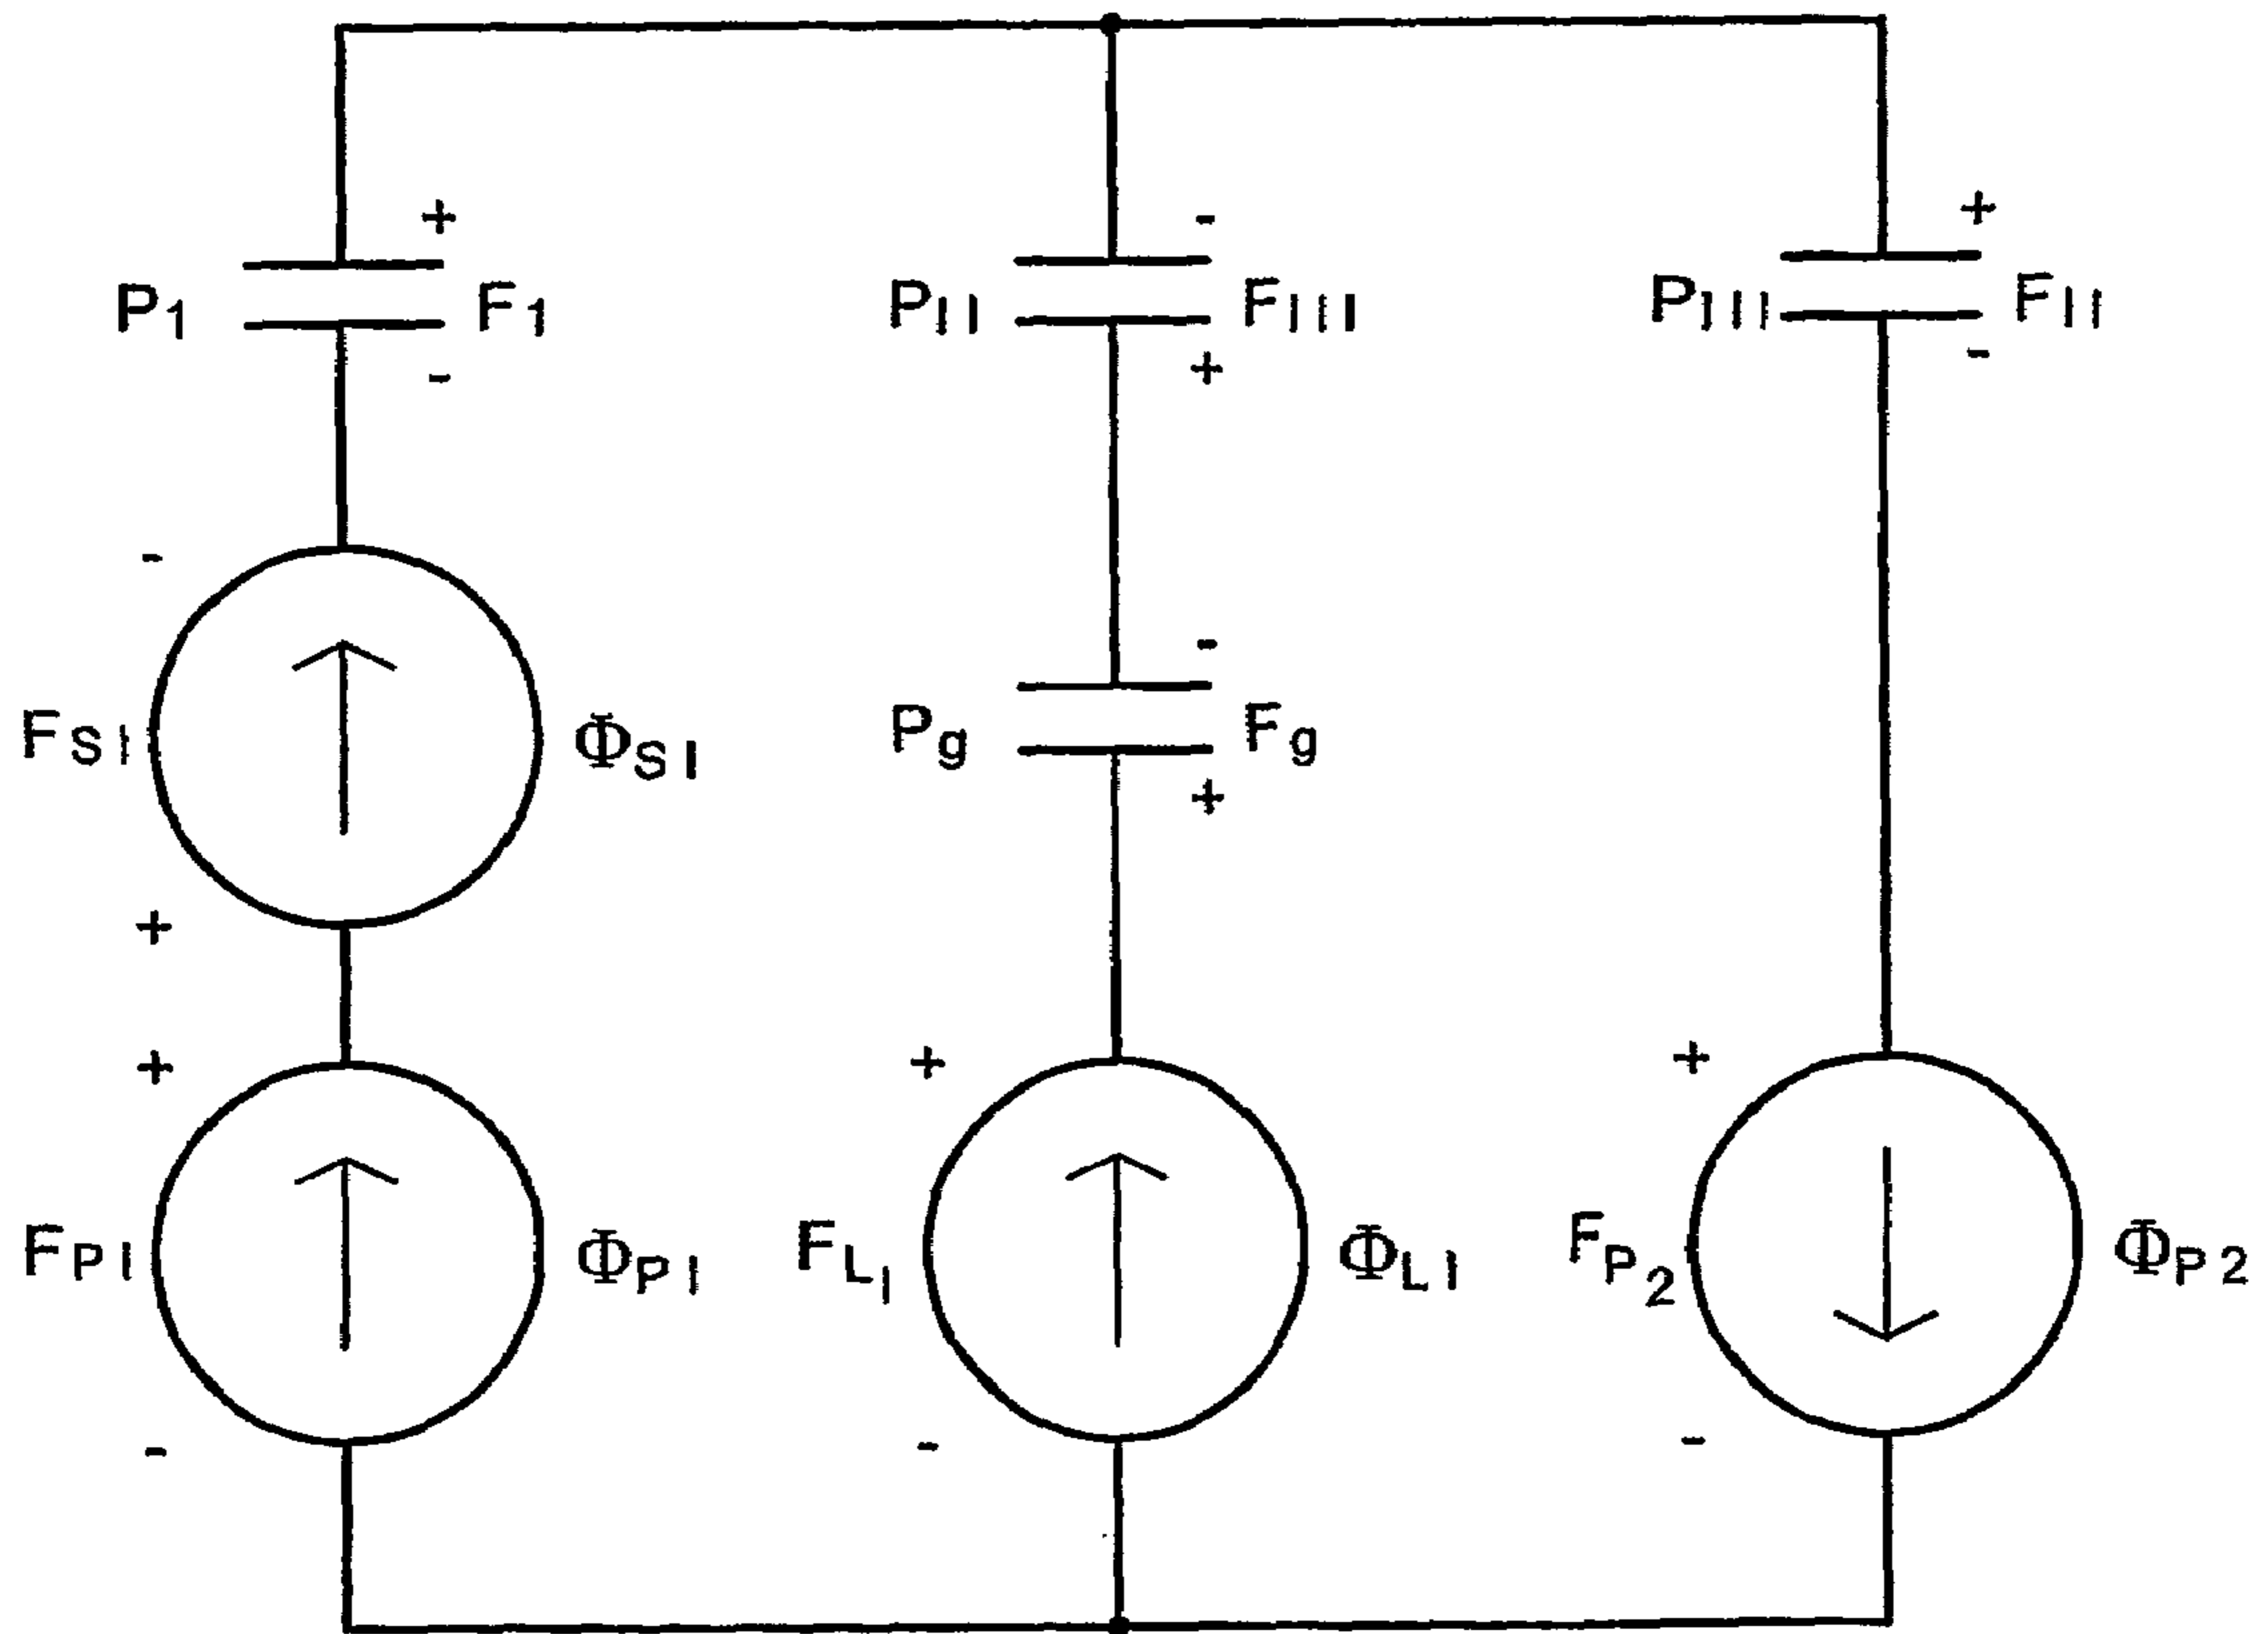 + - +
P1 F1 PII FIII PIII FII
- + -
- -
FSI ΦSI Pg Fg
+ +
+ + +
FPI ΦPI FLI ΦLI FP2 ΦP2
- - -